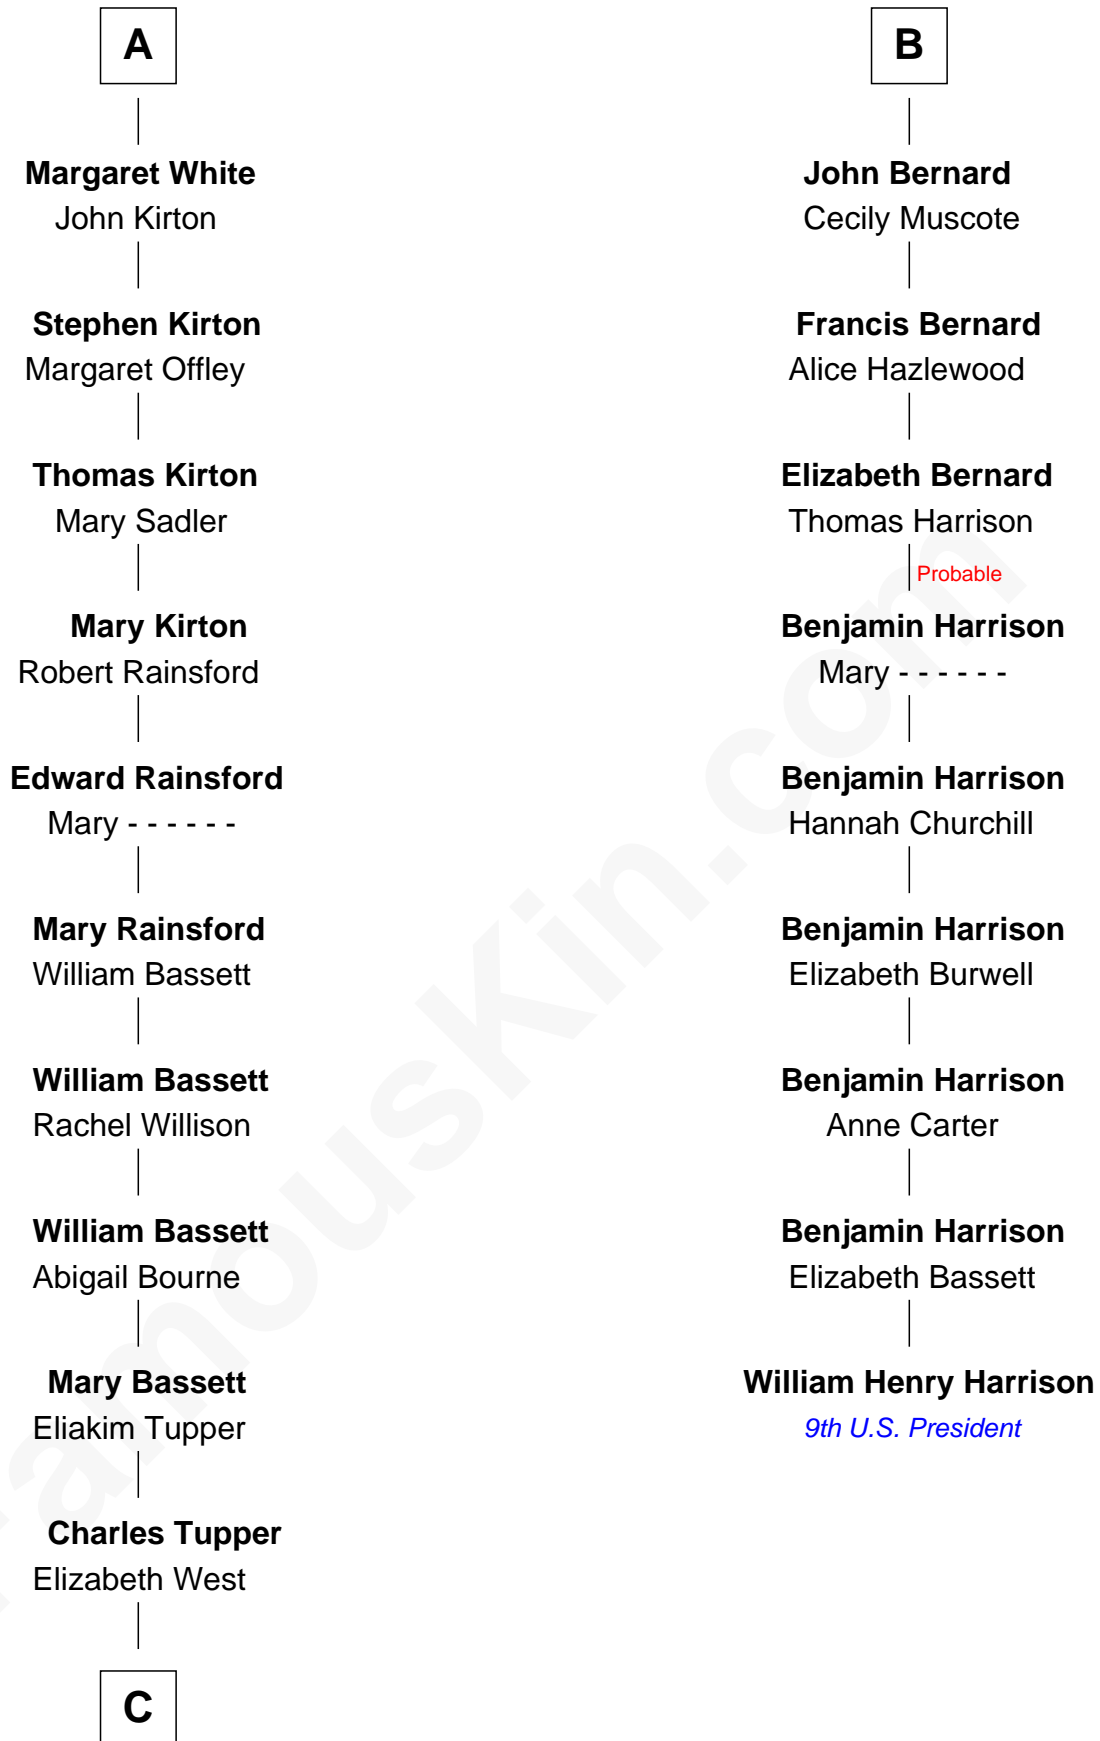 A
Margaret White
John Kirton
Stephen Kirton
Margaret Offley
Thomas Kirton
Mary Sadler
Mary Kirton
Robert Rainsford
Edward Rainsford
Mary - - - - - -
Mary Rainsford
William Bassett
William Bassett
Rachel Willison
William Bassett
Abigail Bourne
Mary Bassett
Eliakim Tupper
Charles Tupper
Elizabeth West
C
B
John Bernard
Cecily Muscote
Francis Bernard
Alice Hazlewood
Elizabeth Bernard
Thomas Harrison
Probable
Benjamin Harrison
Mary - - - - - -
Benjamin Harrison
Hannah Churchill
Benjamin Harrison
Elizabeth Burwell
Benjamin Harrison
Anne Carter
Benjamin Harrison
Elizabeth Bassett
William Henry Harrison
9th U.S. President
FamousKin.com